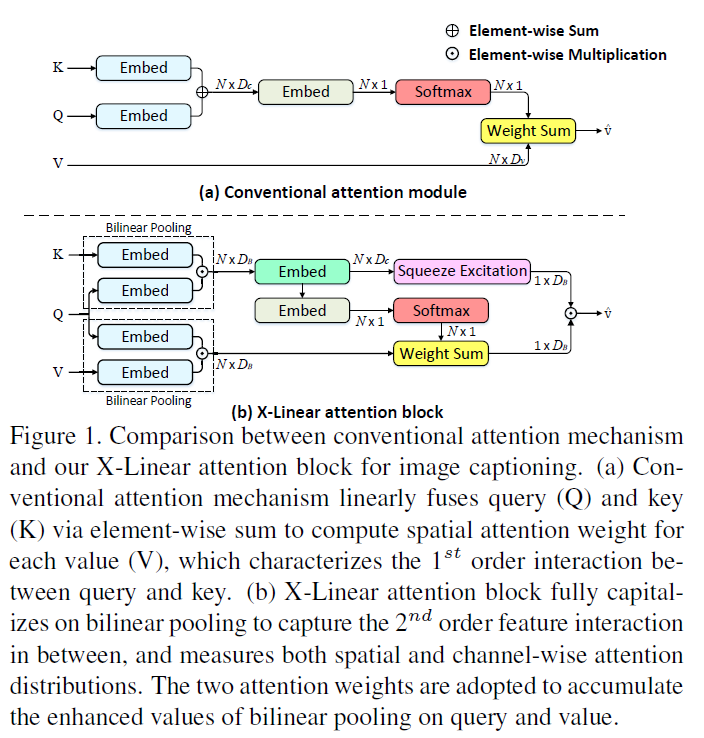 ⊕ Element-wise Sum
⊙ Element-wise Multiplication
K
Embed
Q
Embed
N x Dc
Embed
N x 1
Softmax
N x 1
Weight Sum
v̂
V
N x Dv
(a) Conventional attention module
Bilinear Pooling
K
Embed
Embed
N x DB
Embed
N x Dc
Squeeze Excitation
1 x DB
Q
Embed
N x 1
Softmax
v̂
Embed
N x 1
V
Embed
N x DB
Weight Sum
1 x DB
Bilinear Pooling
(b) X-Linear attention block
Figure 1. Comparison between conventional attention mechanism
and our X-Linear attention block for image captioning. (a) Con-
ventional attention mechanism linearly fuses query (Q) and key
(K) via element-wise sum to compute spatial attention weight for
each value (V), which characterizes the 1st order interaction be-
tween query and key. (b) X-Linear attention block fully capital-
izes on bilinear pooling to capture the 2nd order feature interaction
in between, and measures both spatial and channel-wise attention
distributions. The two attention weights are adopted to accumulate
the enhanced values of bilinear pooling on query and value.